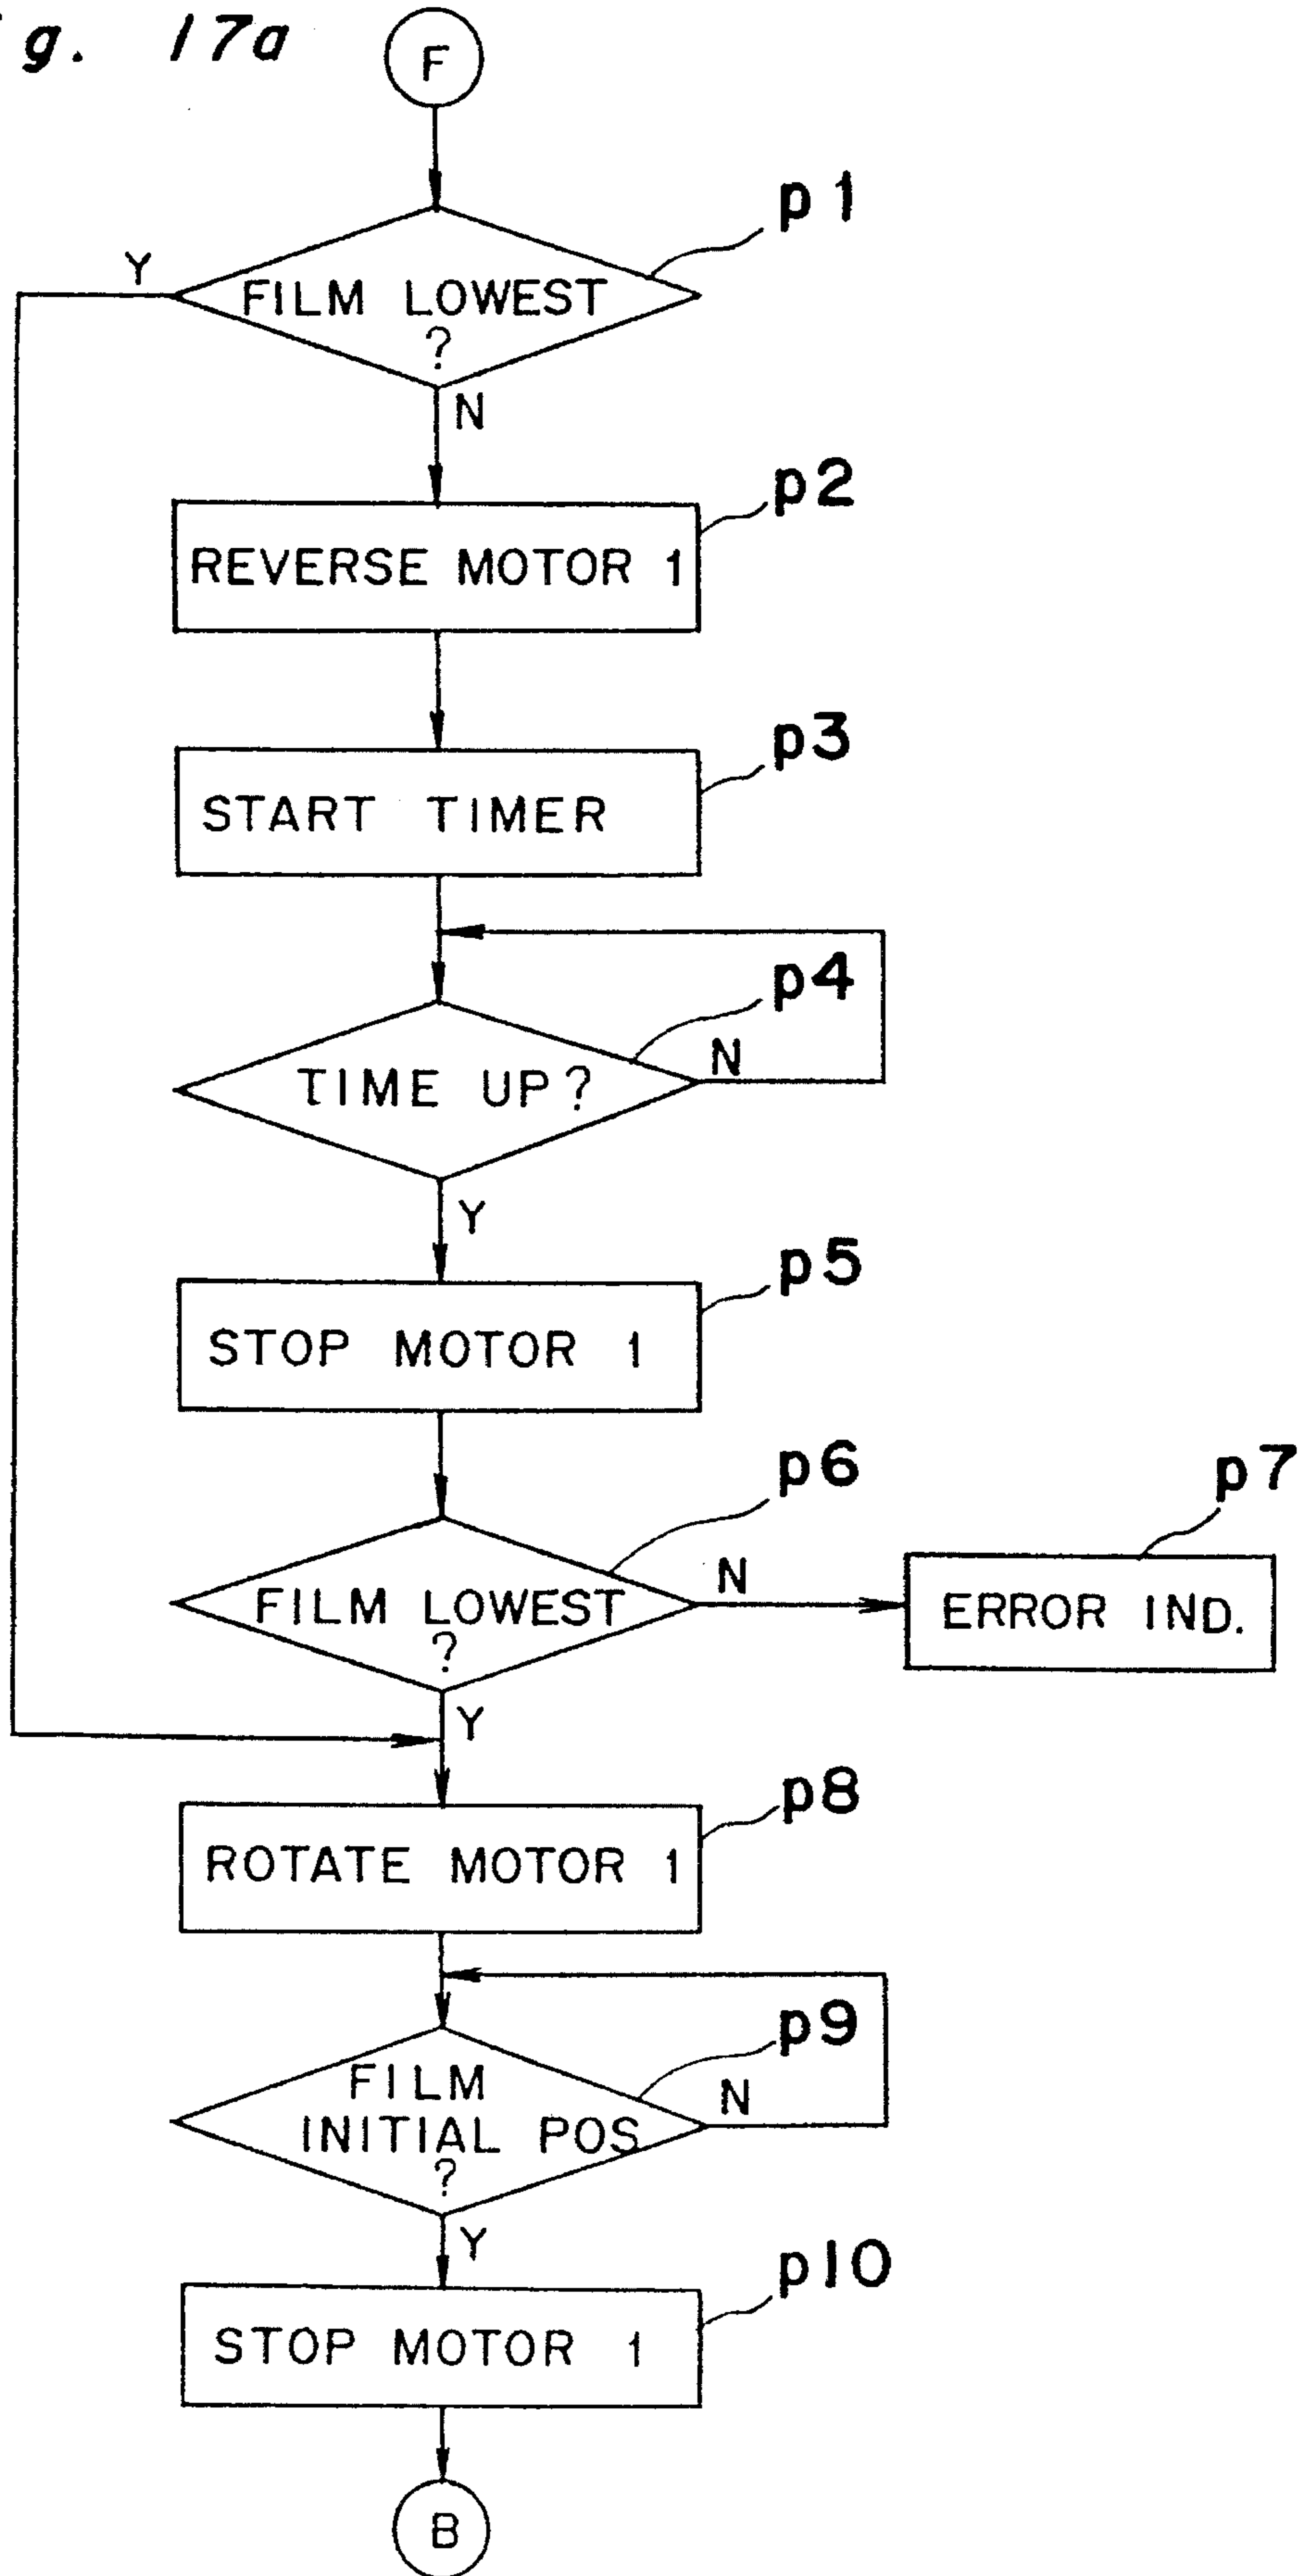 g. 17a
F
p1
Y
FILM LOWEST
?
N
p2
REVERSE MOTOR 1
p3
START TIMER
p4
TIME UP?
N
Y
p5
STOP MOTOR 1
p6
p7
FILM LOWEST
?
N
ERROR IND.
Y
p8
ROTATE MOTOR 1
p9
FILM
INITIAL POS
?
N
Y
p10
STOP MOTOR 1
B